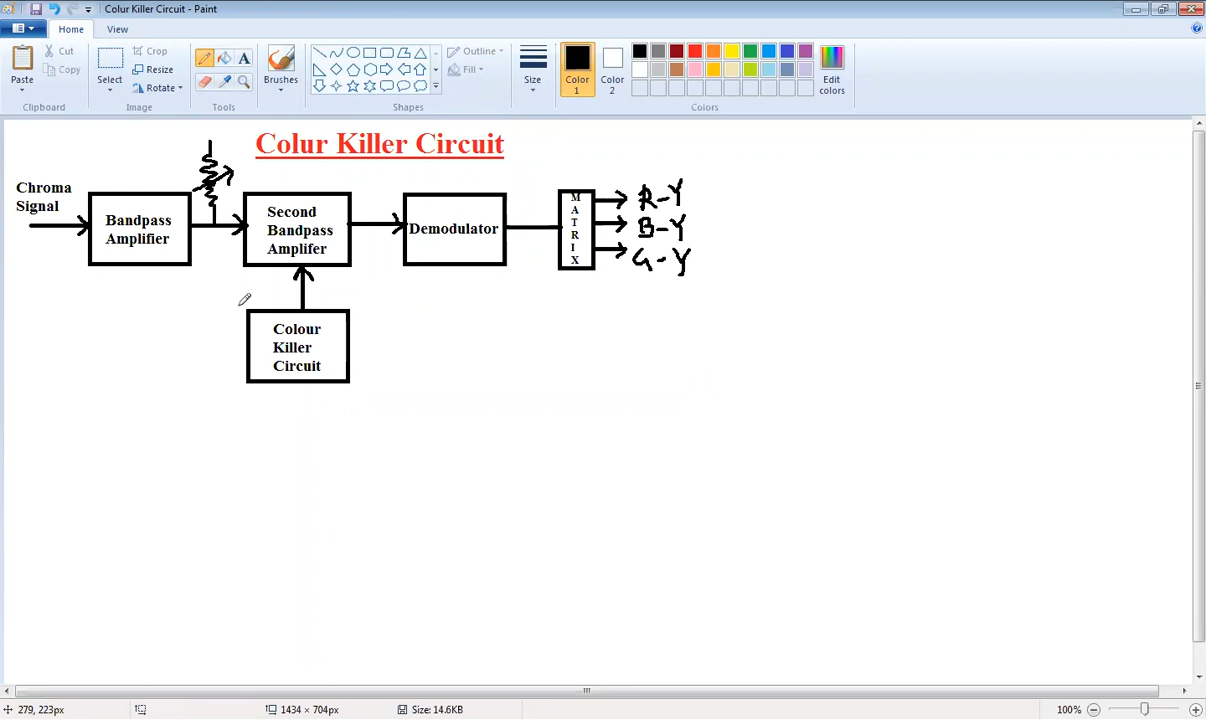 Colur Killer Circuit - Paint
Home
View
Paste
Cut
Copy
Clipboard
Select
Crop
Resize
Rotate
Image
A
Tools
Brushes
Outline
Fill
Shapes
Size
Color
1
Color
2
Edit
colors
Colors
Colur Killer Circuit
Chroma
Signal
Bandpass
Amplifier
Second
Bandpass
Amplifer
Demodulator
M
A
T
R
I
X
R-Y
B-Y
G-Y
Colour
Killer
Circuit
279, 223px
1434 × 704px
Size: 14.6KB
100%